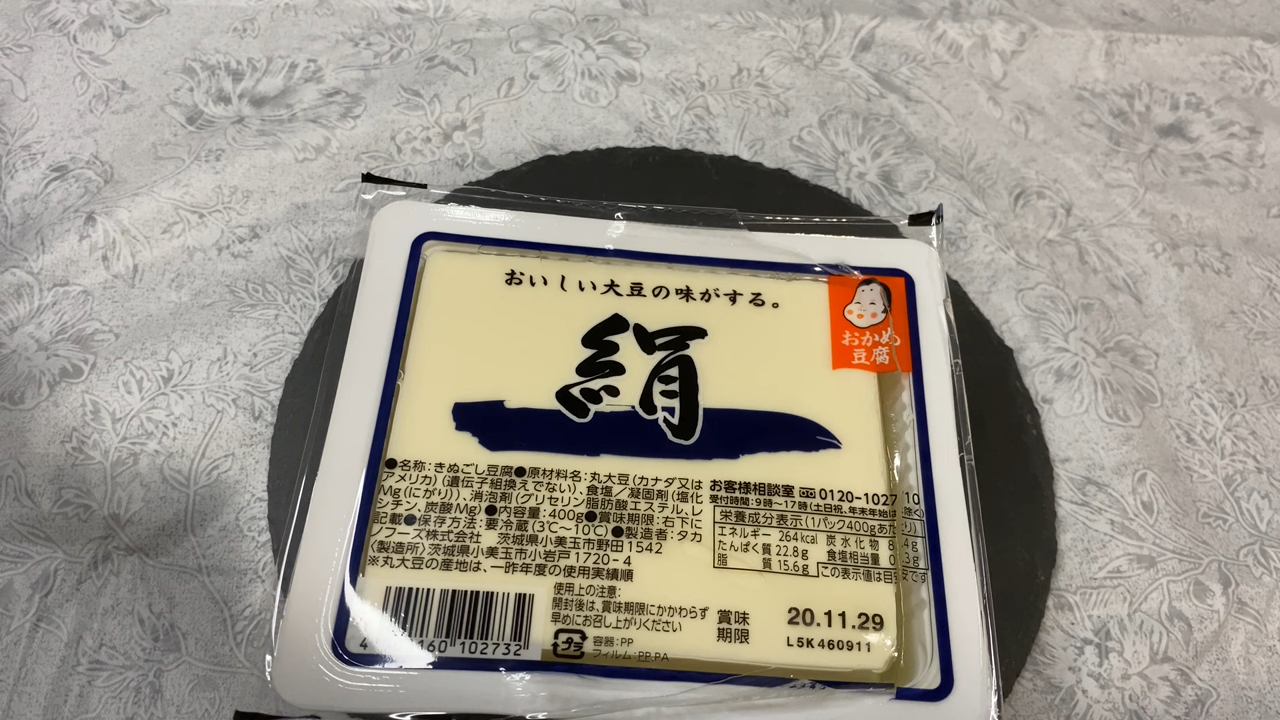 おいしい大豆の味がする。
おかめ
豆腐
絹
●名称:きぬごし豆腐●原材料名:丸大豆(カナダ又は
アメリカ)(遺伝子組換えでない)、食塩/凝固剤(塩化
Mg(にがり))、消泡剤(グリセリン脂肪酸エステル、レ
シチン、炭酸Mg)●内容量:400g●賞味期限:右下に
記載●保存方法:要冷蔵(3℃〜10℃)●製造者:タカ
ノフーズ株式会社 茨城県小美玉市野田1542
〈製造所〉茨城県小美玉市小岩戸1720-4
※丸大豆の産地は、一昨年度の使用実績順
お客様相談室 0120-1027 10
受付時間:9時〜17時(土日祝、年末年始は除く)
栄養成分表示(1パック400gあたり)
エネルギー 264kcal 炭水化物 8.4g
たんぱく質 22.8g 食塩相当量 0.3g
脂質 15.6g この表示値は目安です
使用上の注意:
開封後は、賞味期限にかかわらず
早めにお召し上がりください
プラ
容器:PP
フィルム:PP,PA
賞味
期限
20.11.29
L5K460911
160 102732